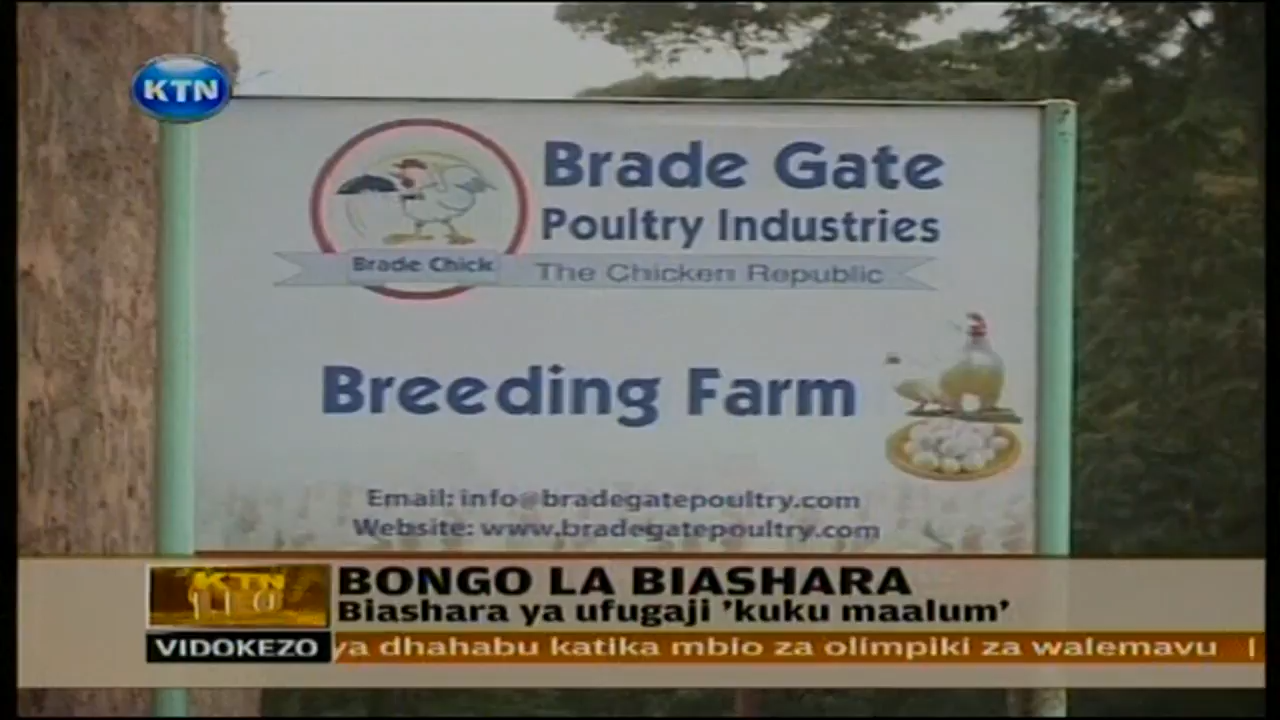 KTN
Brade Gate
Poultry Industries
Brade Chick
The Chicken Republic
Breeding Farm
Email: info@bradegatepoultry.com
Website: www.bradegatepoultry.com
KTN
BONGO LA BIASHARA
Biashara ya ufugaji 'kuku maalum'
VIDOKEZO
ya dhahabu katika mbio za olimpiki za walemavu |